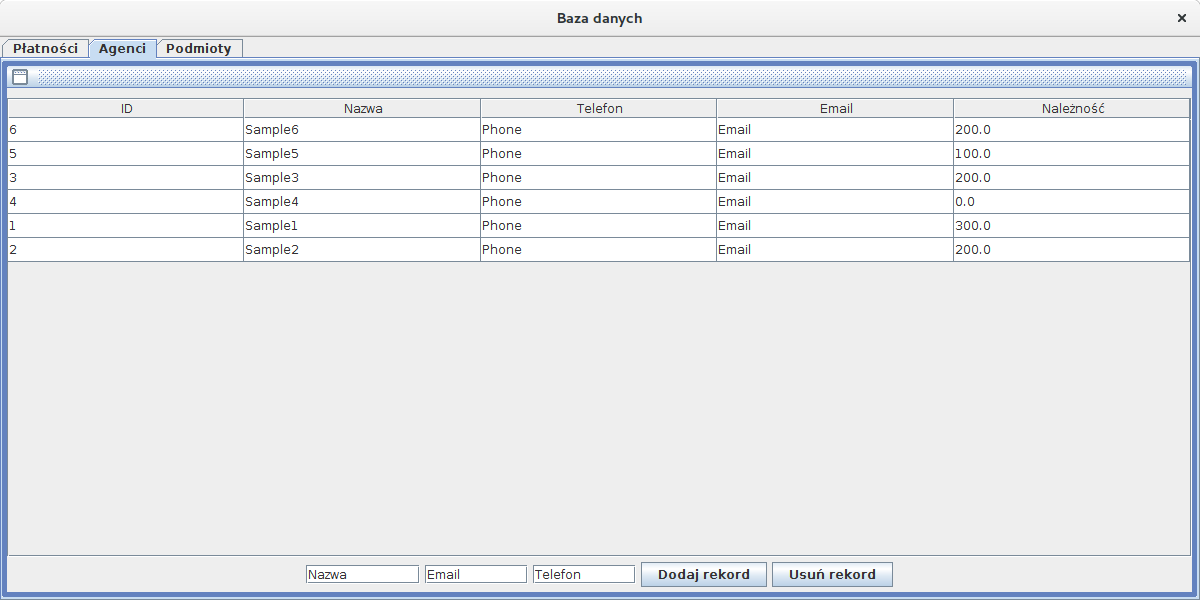 Baza danych
Płatności Agenci Podmioty
ID Nazwa Telefon Email Należność
6 Sample6 Phone Email 200.0
5 Sample5 Phone Email 100.0
3 Sample3 Phone Email 200.0
4 Sample4 Phone Email 0.0
1 Sample1 Phone Email 300.0
2 Sample2 Phone Email 200.0
Nazwa Email Telefon Dodaj rekord Usuń rekord